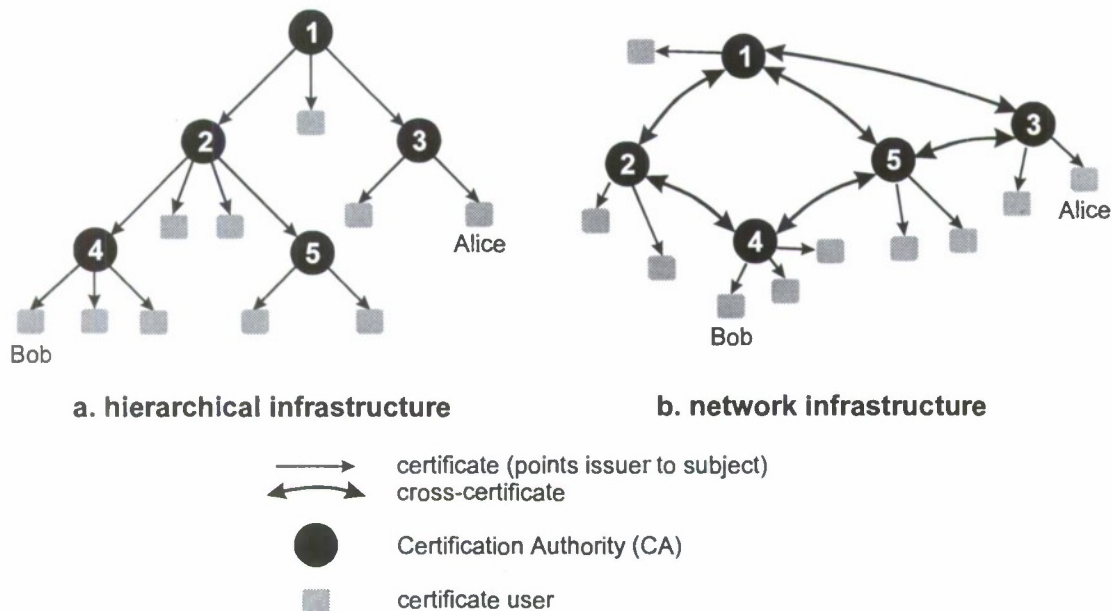 1
2
3
4
5
Alice
Bob
a. hierarchical infrastructure
1
2
3
4
5
Alice
Bob
b. network infrastructure
certificate (points issuer to subject)
cross-certificate
Certification Authority (CA)
certificate user